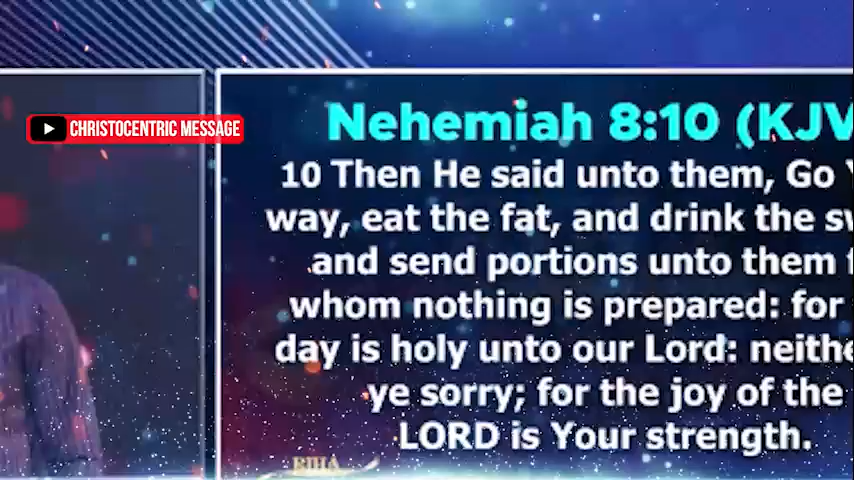 CHRISTOCENTRIC MESSAGE
Nehemiah 8:10 (KJV
10 Then He said unto them, Go
way, eat the fat, and drink the
and send portions unto them
whom nothing is prepared: for
day is holy unto our Lord:
ye sorry; for the joy of the
LORD is Your strength.